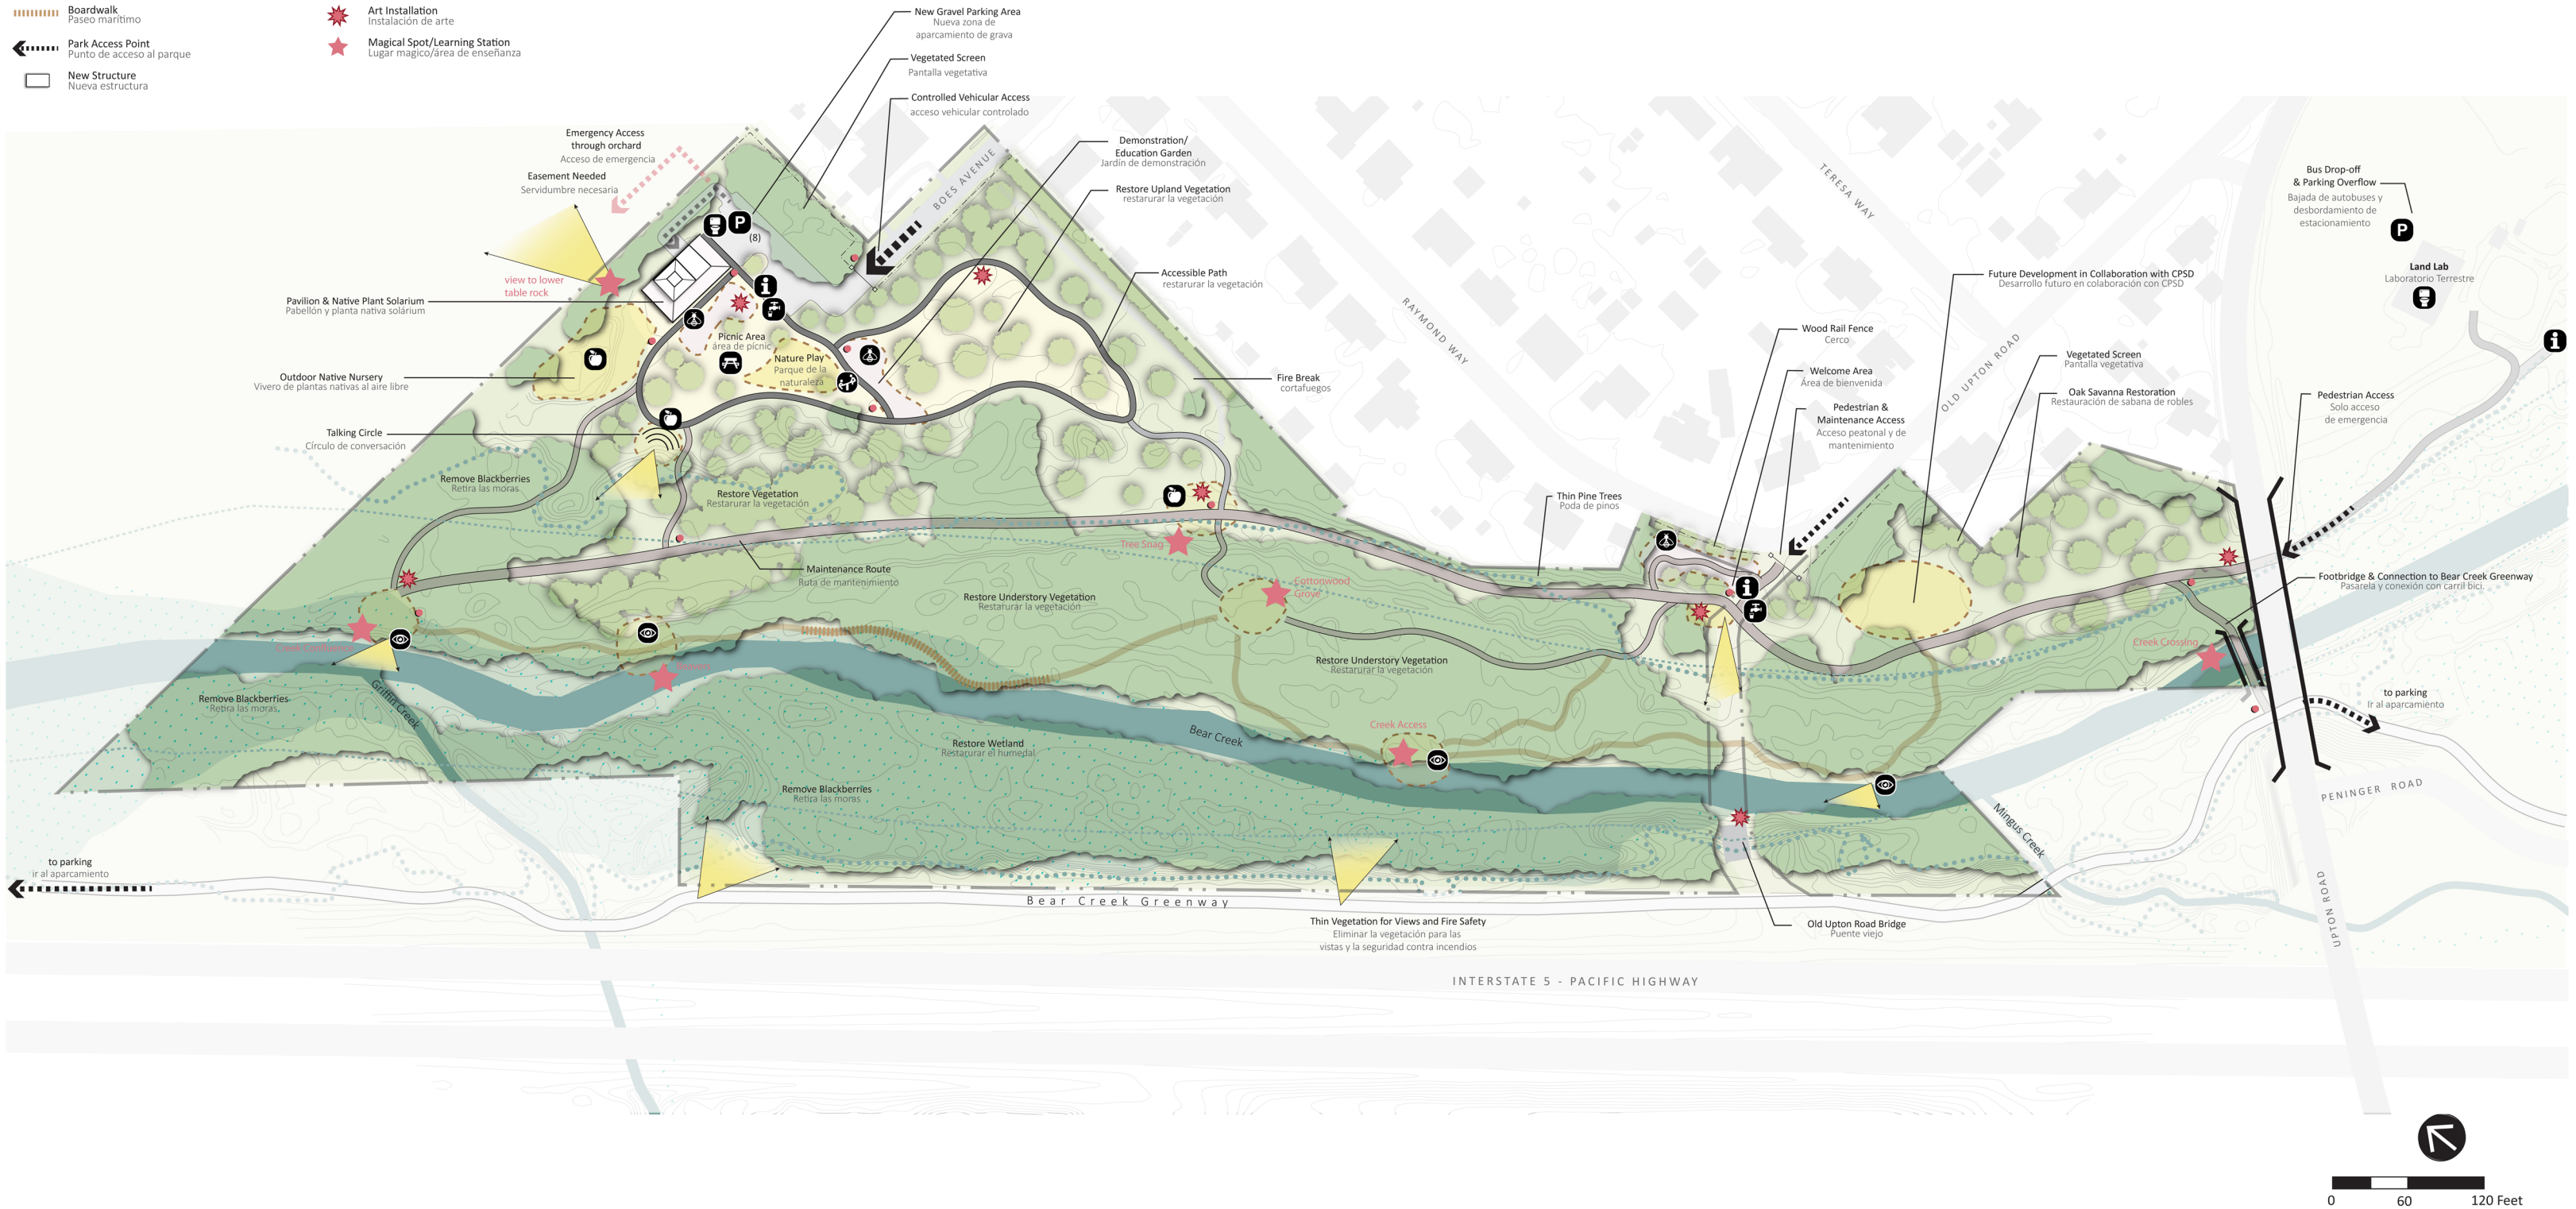 Boardwalk
Paseo marítimo
Park Access Point
Punto de acceso al parque
New Structure
Nueva estructura
Art Installation
Instalación de arte
Magical Spot/Learning Station
Lugar magico/área de enseñanza
New Gravel Parking Area
Nueva zona de
aparcamiento de grava
Vegetated Screen
Pantalla vegetativa
Controlled Vehicular Access
acceso vehicular controlado
Emergency Access
through orchard
Acceso de emergencia
Easement Needed
Servidumbre necesaria
Demonstration/
Education Garden
Jardín de demonstración
Restore Upland Vegetation
restarurar la vegetación
BOES AVENUE
TERESA WAY
RAYMOND WAY
OLD UPTON ROAD
Bus Drop-off
& Parking Overflow
Bajada de autobuses y
desbordamiento de
estacionamiento
P
Land Lab
Laboratorio Terrestre
i
P
(8)
i
view to lower
table rock
Pavilion & Native Plant Solarium
Pabellón y planta nativa solárium
Accessible Path
restarurar la vegetación
Future Development in Collaboration with CPSD
Desarrollo futuro en colaboración con CPSD
Picnic Area
área de picnic
Nature Play
Parque de la
naturaleza
Wood Rail Fence
Cerco
Vegetated Screen
Pantalla vegetativa
Outdoor Native Nursery
Vivero de plantas nativas al aire libre
Fire Break
cortafuegos
Welcome Area
Área de bienvenida
Oak Savanna Restoration
Restauración de sabana de robles
Pedestrian Access
Solo acceso
de emergencia
Pedestrian &
Maintenance Access
Acceso peatonal y de
mantenimiento
Talking Circle
Círculo de conversación
Remove Blackberries
Retira las moras
Restore Vegetation
Restarurar la vegetación
Thin Pine Trees
Poda de pinos
Tree Snag
Maintenance Route
Ruta de mantenimiento
Cottonwood
Grove
i
Footbridge & Connection to Bear Creek Greenway
Pasarela y conexión con carril bici.
Restore Understory Vegetation
Restarurar la vegetación
Creek Crossing
Restore Understory Vegetation
Restarurar la vegetación
Remove Blackberries
Retira las moras
Griffin Creek
to parking
Ir al aparcamiento
Creek Access
Bear Creek
Restore Wetland
Restarurar el humedal
Remove Blackberries
Retira las moras
PENINGER ROAD
Mingus Creek
to parking
ir al aparcamiento
Bear Creek Greenway
UPTON ROAD
Thin Vegetation for Views and Fire Safety
Eliminar la vegetación para las
vistas y la seguridad contra incendios
Old Upton Road Bridge
Puente viejo
INTERSTATE 5 - PACIFIC HIGHWAY
0 60 120 Feet